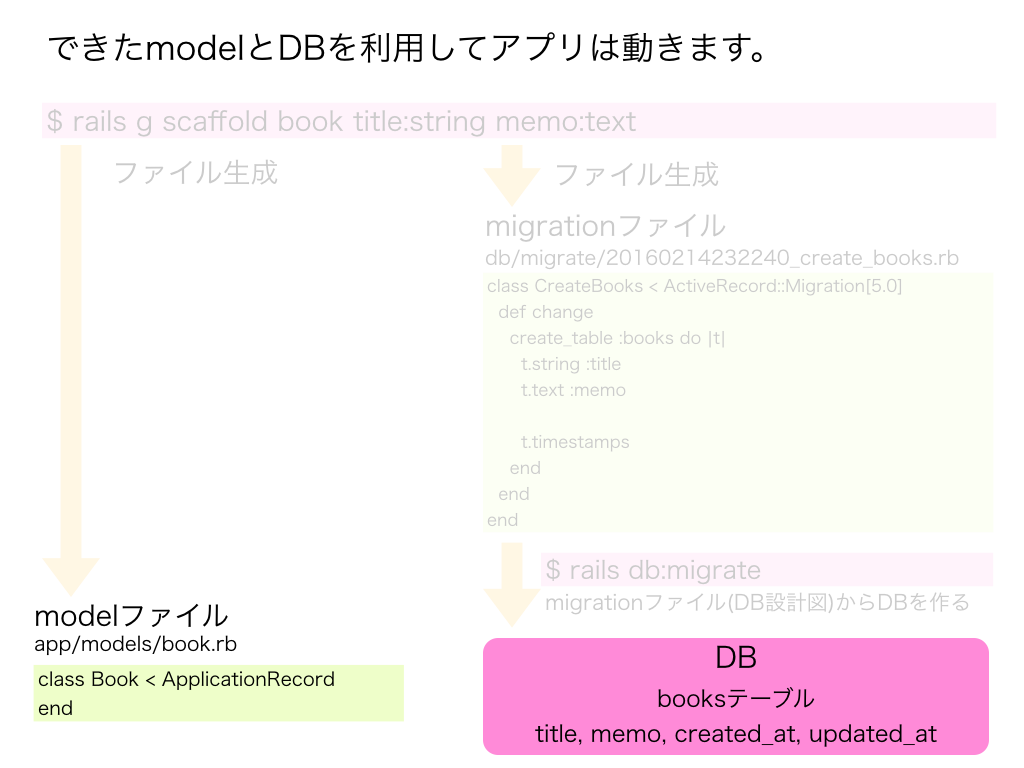 できたmodelとDBを利用してアプリは動きます。
$ rails g scaffold book title:string memo:text
ファイル生成
ファイル生成
migrationファイル
db/migrate/20160214232240_create_books.rb
class CreateBooks < ActiveRecord::Migration[5.0]
def change
create_table :books do |t|
t.string :title
t.text :memo
t.timestamps
end
end
end
$ rails db:migrate
migrationファイル(DB設計図)からDBを作る
modelファイル
app/models/book.rb
class Book < ApplicationRecord
end
DB
booksテーブル
title, memo, created_at, updated_at